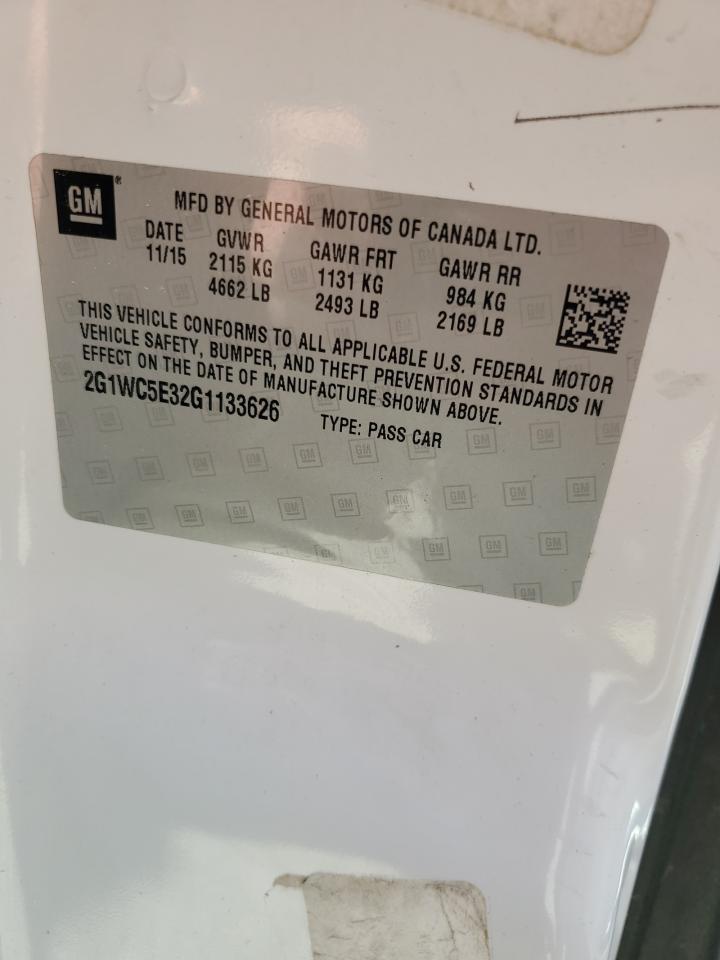 GM®
MFD BY GENERAL MOTORS OF CANADA LTD.
DATE GVWR GAWR FRT GAWR RR
11/15 2115 KG 1131 KG 984 KG
4662 LB 2493 LB 2169 LB
THIS VEHICLE CONFORMS TO ALL APPLICABLE U.S. FEDERAL MOTOR
VEHICLE SAFETY, BUMPER, AND THEFT PREVENTION STANDARDS IN
EFFECT ON THE DATE OF MANUFACTURE SHOWN ABOVE.
2G1WC5E32G1133626 TYPE: PASS CAR